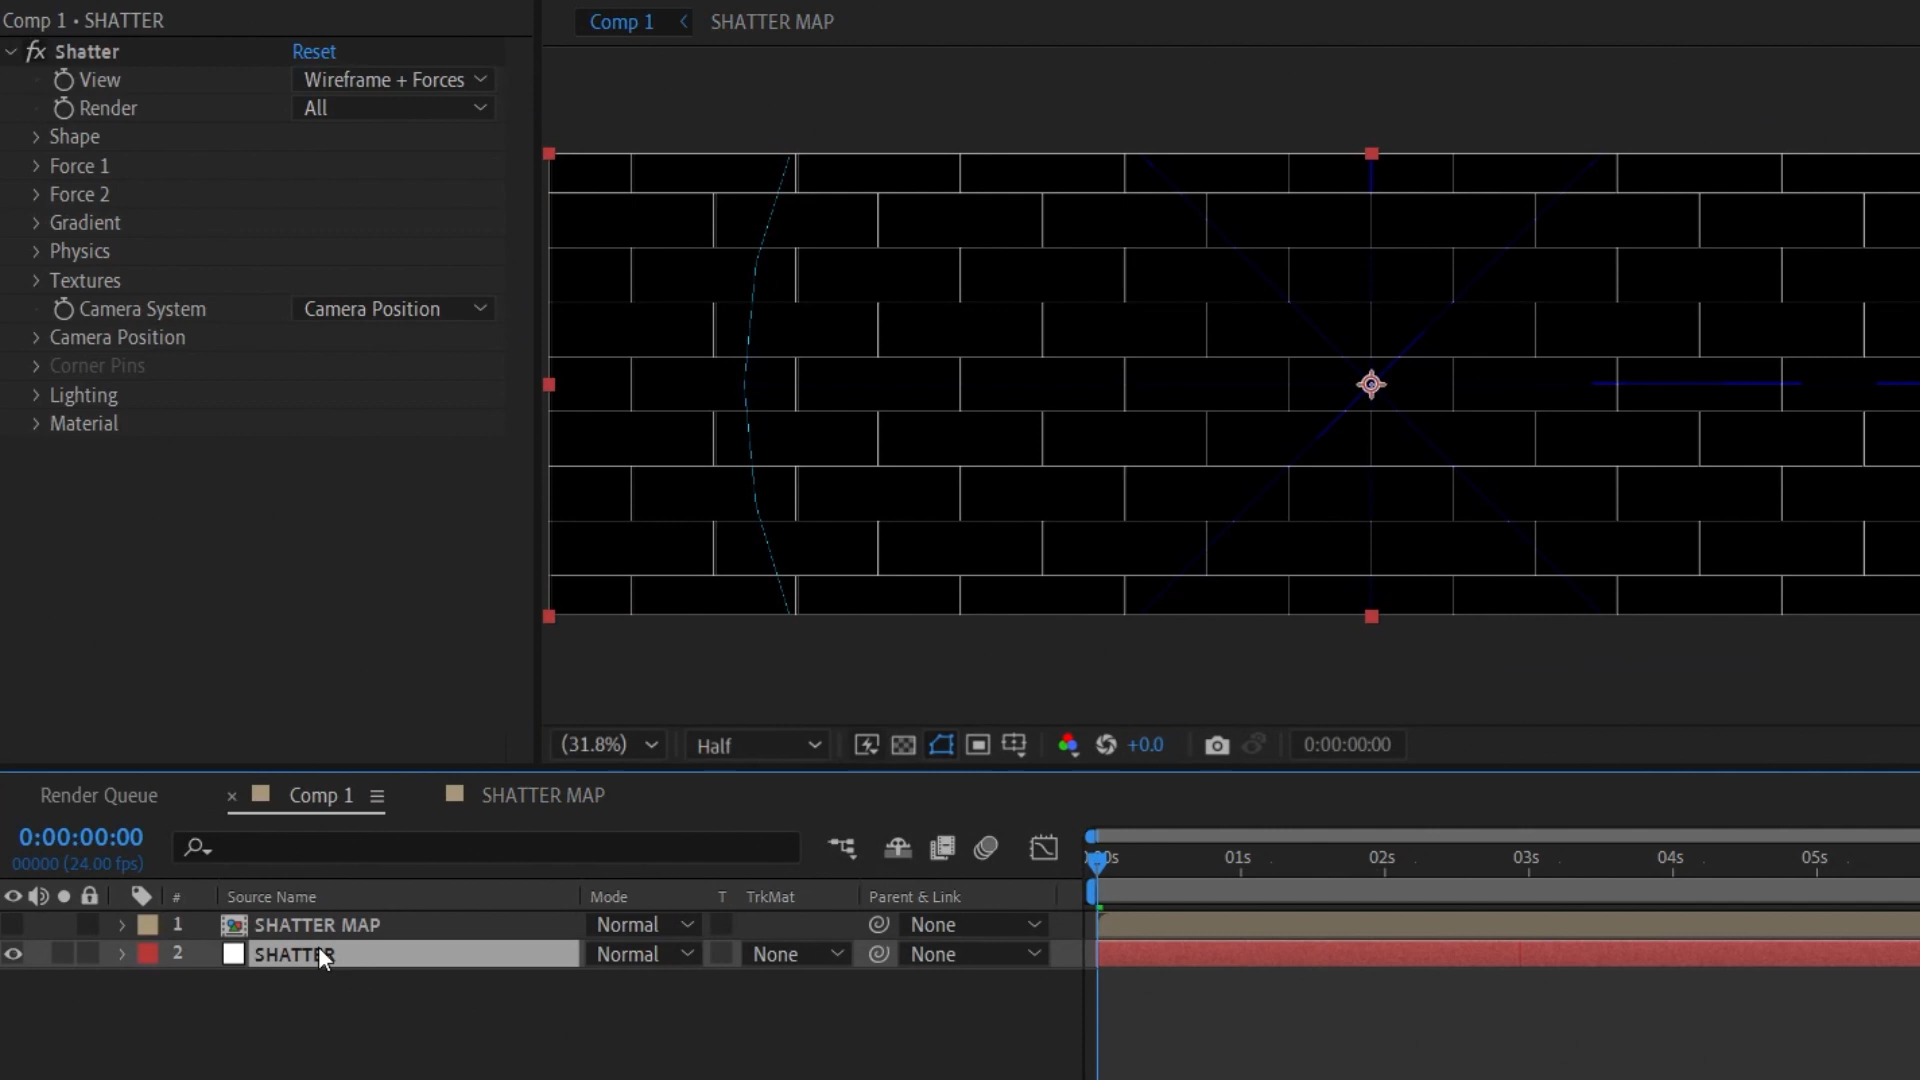 Comp 1 • SHATTER
fx Shatter Reset
View Wireframe + Forces
Render All
Shape
Force 1
Force 2
Gradient
Physics
Textures
Camera System Camera Position
Camera Position
Corner Pins
Lighting
Material
Comp 1 SHATTER MAP
(31.8%) Half +0.0 0:00:00:00
Render Queue × Comp 1 SHATTER MAP
0:00:00:00
00000 (24.00 fps)
01s 02s 03s 04s 05s
# Source Name Mode T TrkMat Parent & Link
1 SHATTER MAP Normal None
2 SHATTER Normal None None